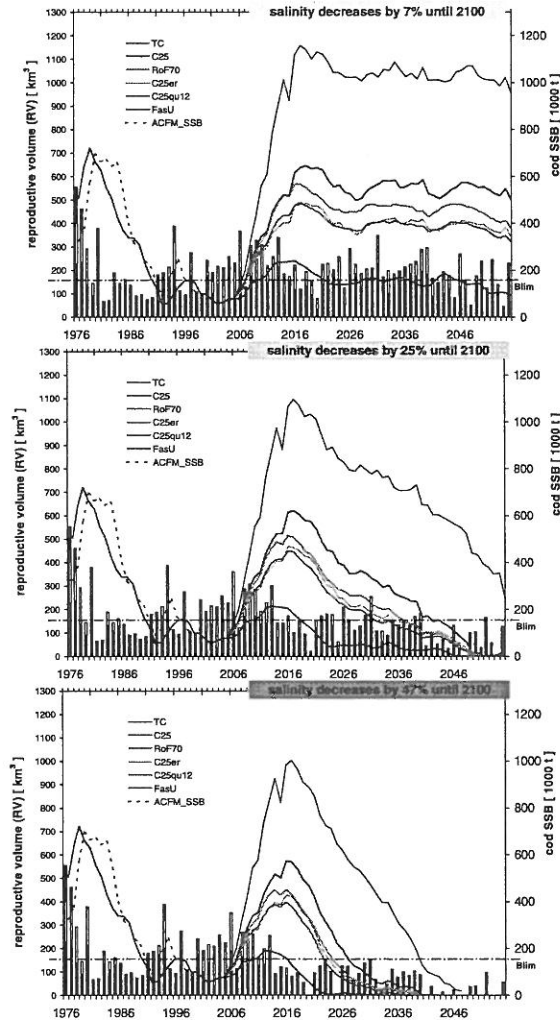 salinity decreases by 7% until 2100
reproductive volume (RV) [ km³ ]
1300
1200
1100
1000
900
800
700
600
500
400
300
200
100
0
TC
C25
RoF70
C25er
C25qu12
FasU
ACFM_SSB
1200
1000
800
600
400
200
0
cod SSB [ 1000 t ]
Blim
1976 1986 1996 2006 2016 2026 2036 2046
salinity decreases by 25% until 2100
reproductive volume (RV) [ km³ ]
1300
1200
1100
1000
900
800
700
600
500
400
300
200
100
0
TC
C25
RoF70
C25er
C25qu12
FasU
ACFM_SSB
1200
1000
800
600
400
200
0
cod SSB [ 1000 t ]
Blim
1976 1986 1996 2006 2016 2026 2036 2046
salinity decreases by 47% until 2100
reproductive volume (RV) [ km³ ]
1300
1200
1100
1000
900
800
700
600
500
400
300
200
100
0
TC
C25
RoF70
C25er
C25qu12
FasU
ACFM_SSB
1200
1000
800
600
400
200
0
cod SSB [ 1000 t ]
Blim
1976 1986 1996 2006 2016 2026 2036 2046